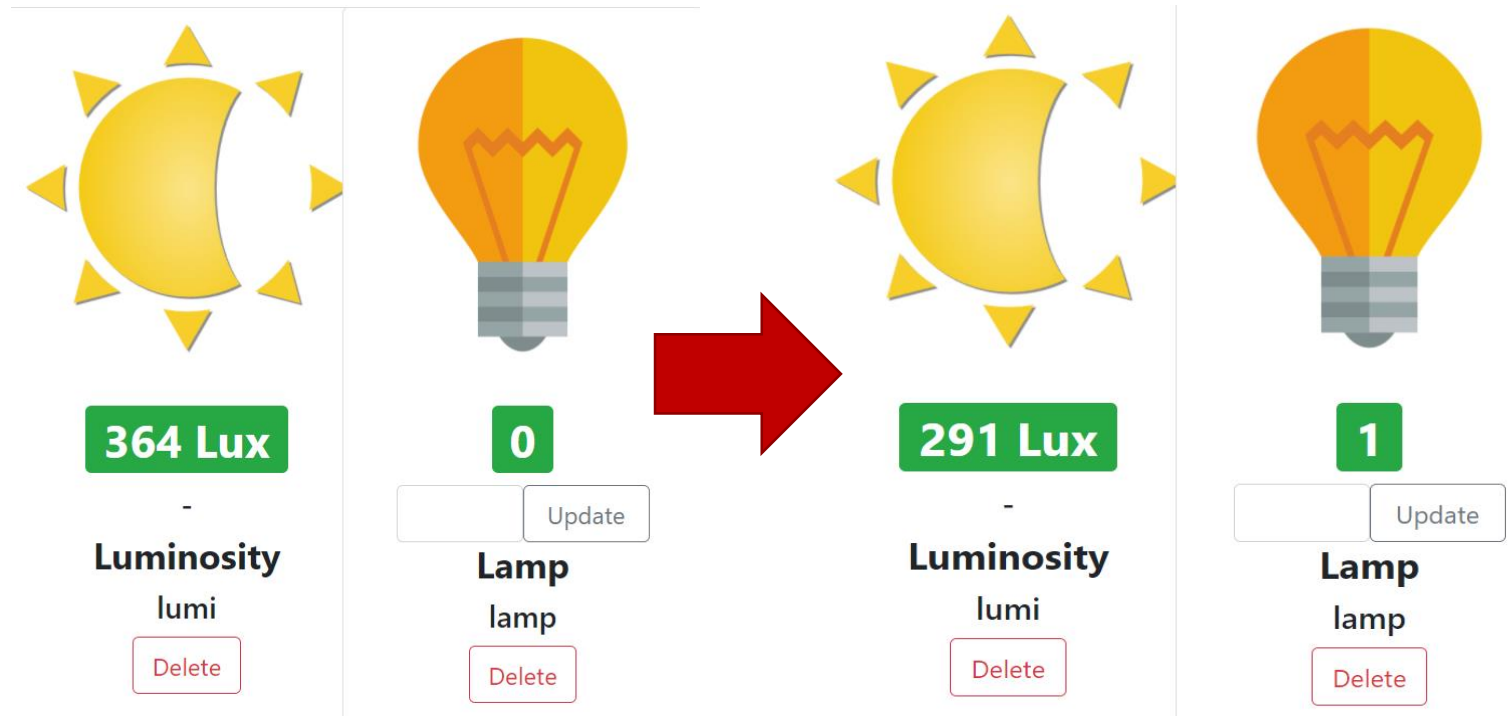 364 Lux
-
Luminosity
lumi
Delete
0
Update
Lamp
lamp
Delete
291 Lux
-
Luminosity
lumi
Delete
1
Update
Lamp
lamp
Delete